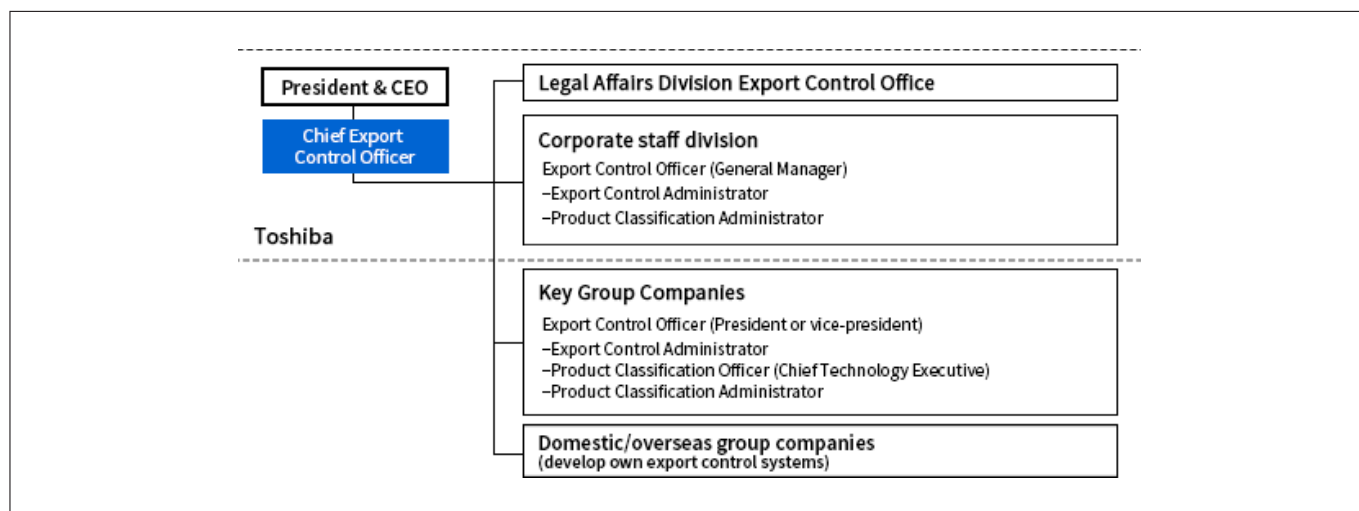 President & CEO
Chief Export
Control Officer
Toshiba
Legal Affairs Division Export Control Office
Corporate staff division
Export Control Officer (General Manager)
–Export Control Administrator
–Product Classification Administrator
Key Group Companies
Export Control Officer (President or vice-president)
–Export Control Administrator
–Product Classification Officer (Chief Technology Executive)
–Product Classification Administrator
Domestic/overseas group companies
(develop own export control systems)